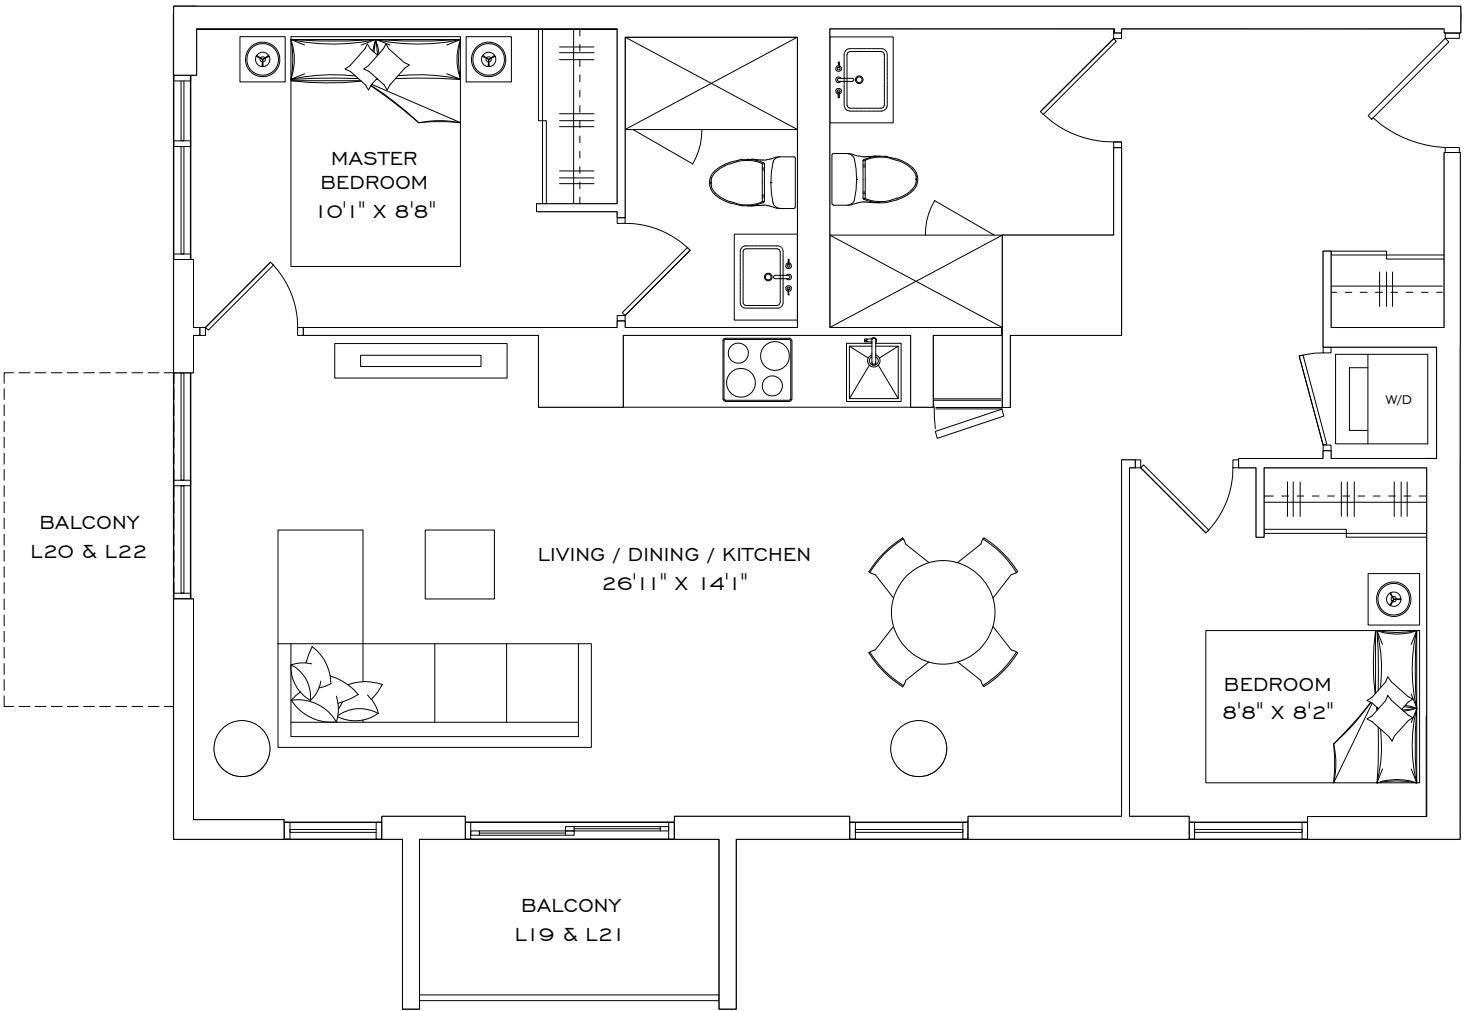 MASTER
BEDROOM
10'1" X 8'8"
W/D
BALCONY
L20 & L22
LIVING / DINING / KITCHEN
26'11" X 14'1"
BEDROOM
8'8" X 8'2"
BALCONY
L19 & L21